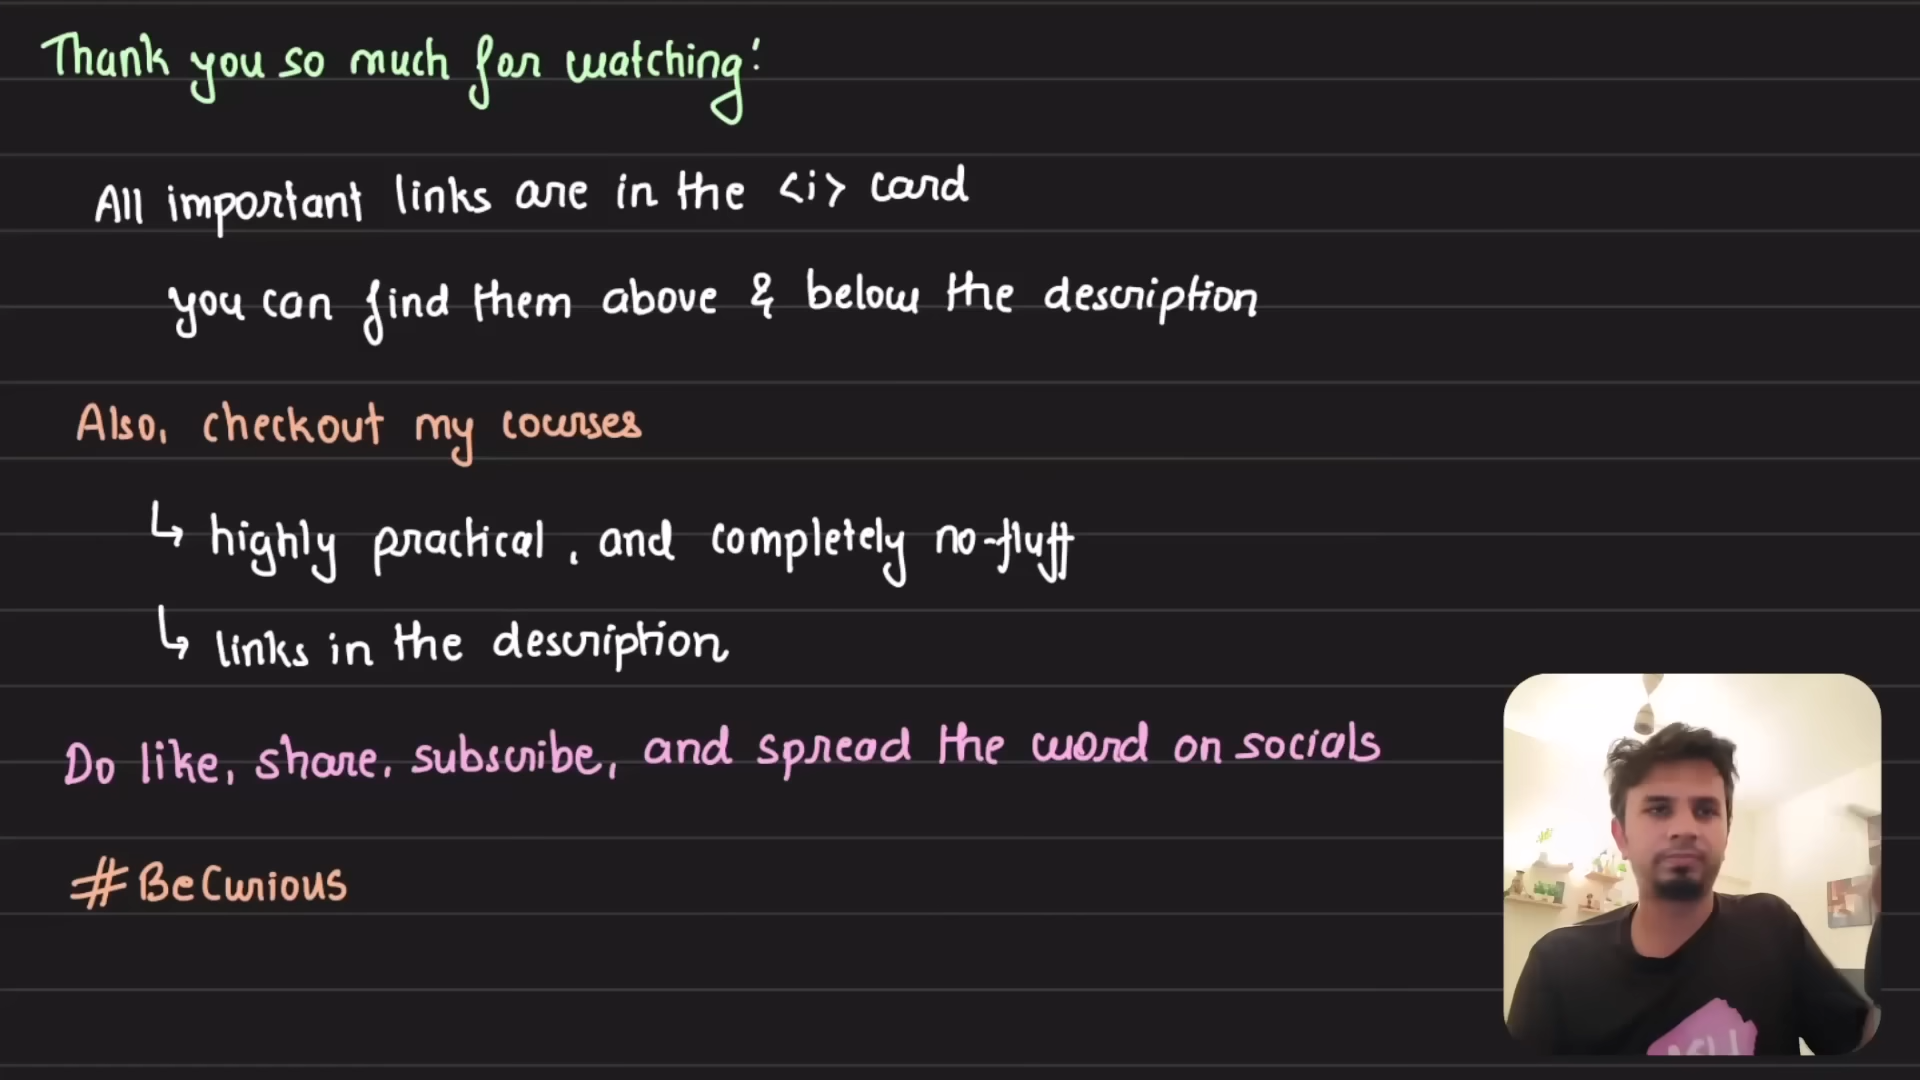 Thank you so much for watching!
All important links are in the <i> card
you can find them above & below the description
Also, checkout my courses
↳ highly practical, and completely no-fluff
↳ links in the description
Do like, share, subscribe, and spread the word on socials
#BeCurious